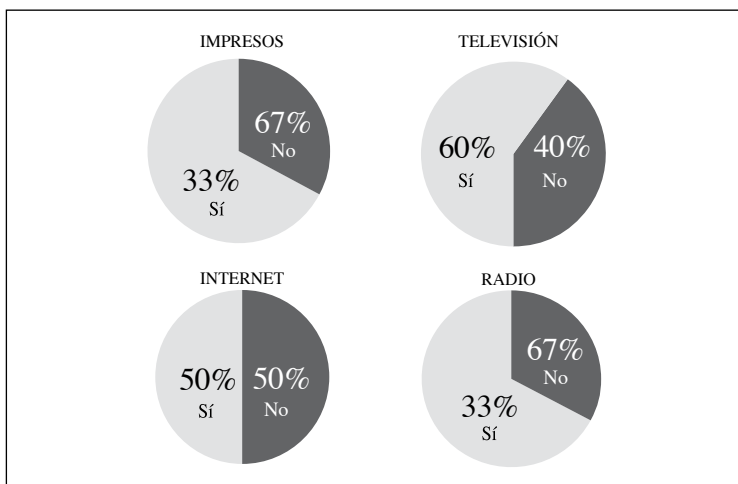 IMPRESOS
67%
No
33%
Sí
TELEVISIÓN
60%
Sí
40%
No
INTERNET
50%
Sí
50%
No
RADIO
67%
No
33%
Sí